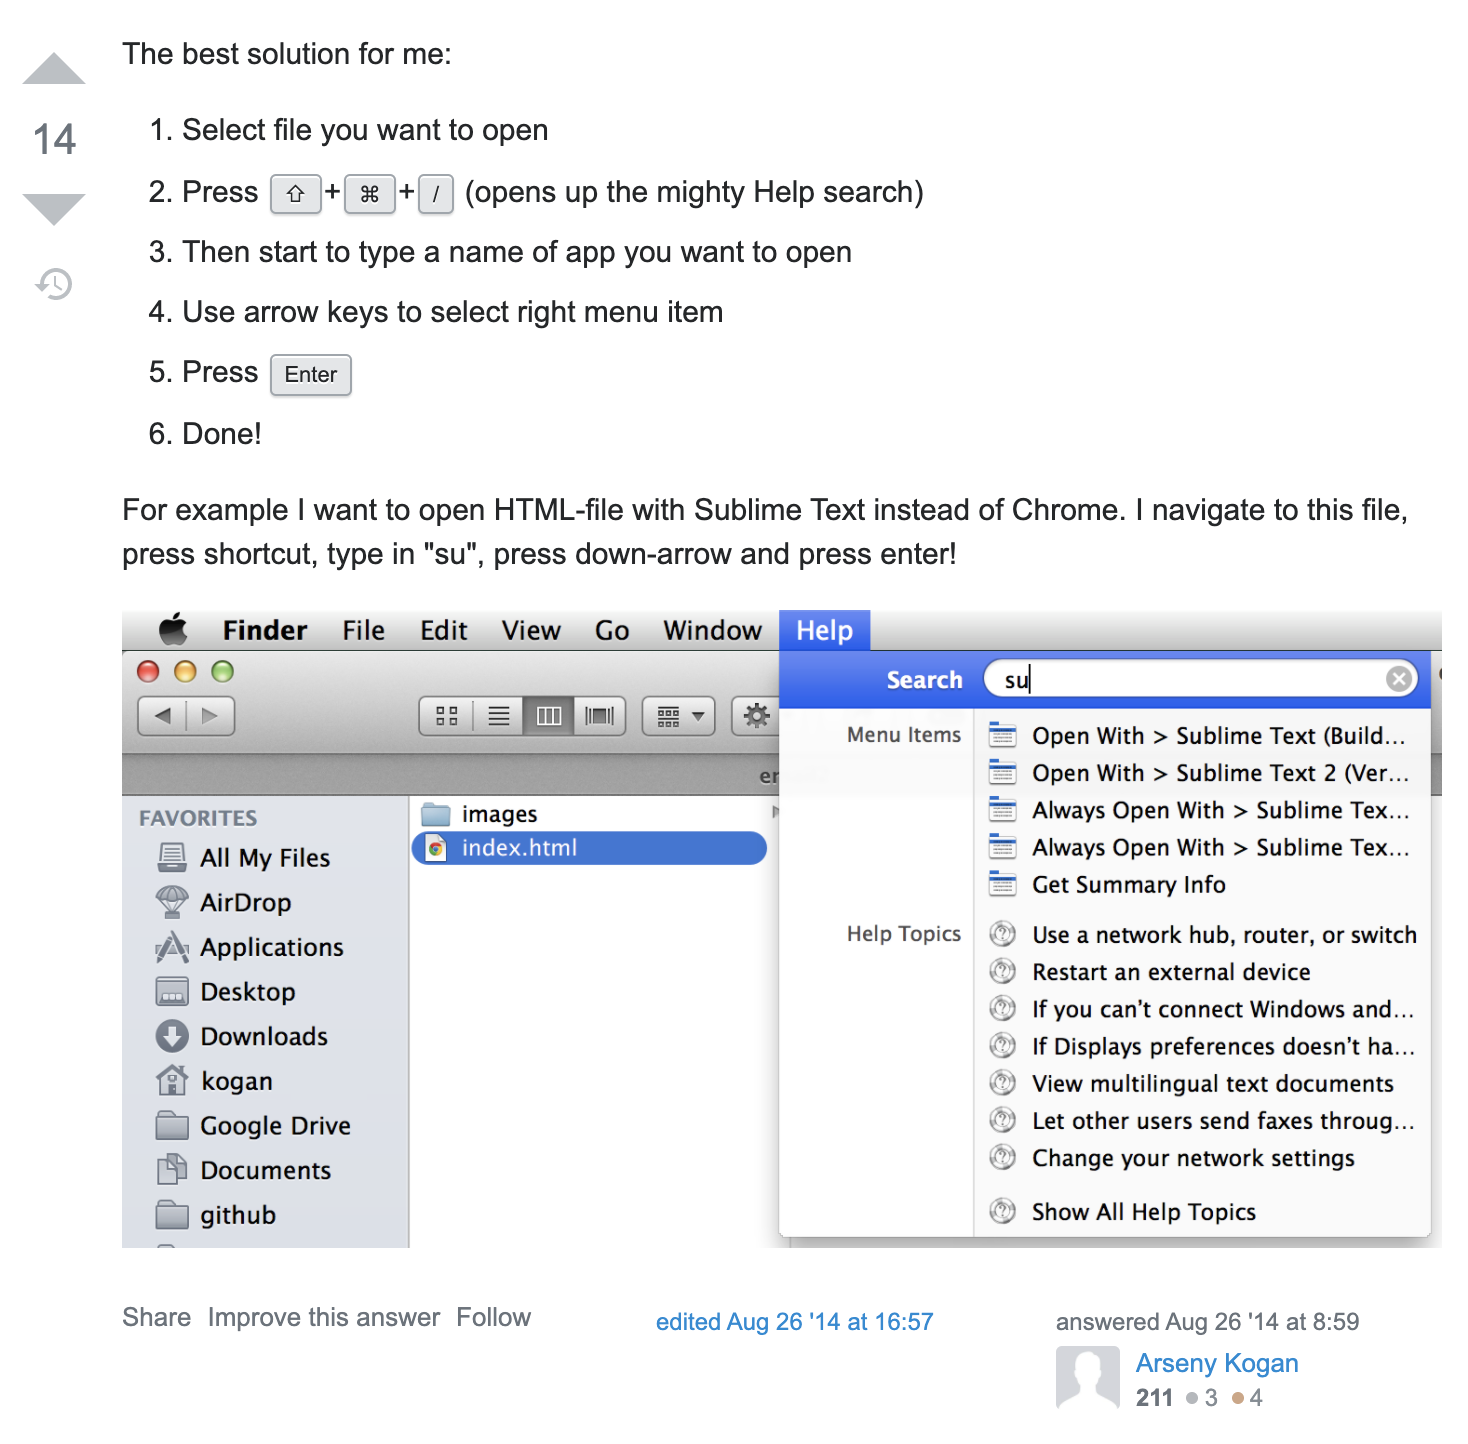 The best solution for me:
14
1. Select file you want to open
2. Press ⇧+⌘+/ (opens up the mighty Help search)
3. Then start to type a name of app you want to open
4. Use arrow keys to select right menu item
5. Press Enter
6. Done!
For example I want to open HTML-file with Sublime Text instead of Chrome. I navigate to this file,
press shortcut, type in "su", press down-arrow and press enter!
Finder File Edit View Go Window Help
Search su
Menu Items
Open With > Sublime Text (Build...
Open With > Sublime Text 2 (Ver...
Always Open With > Sublime Tex...
Always Open With > Sublime Tex...
Get Summary Info
Help Topics
Use a network hub, router, or switch
Restart an external device
If you can’t connect Windows and...
If Displays preferences doesn’t ha...
View multilingual text documents
Let other users send faxes throug...
Change your network settings
Show All Help Topics
FAVORITES
All My Files
AirDrop
Applications
Desktop
Downloads
kogan
Google Drive
Documents
github
images
index.html
Share Improve this answer Follow
edited Aug 26 '14 at 16:57
answered Aug 26 '14 at 8:59
Arseny Kogan
211 ●3 ●4